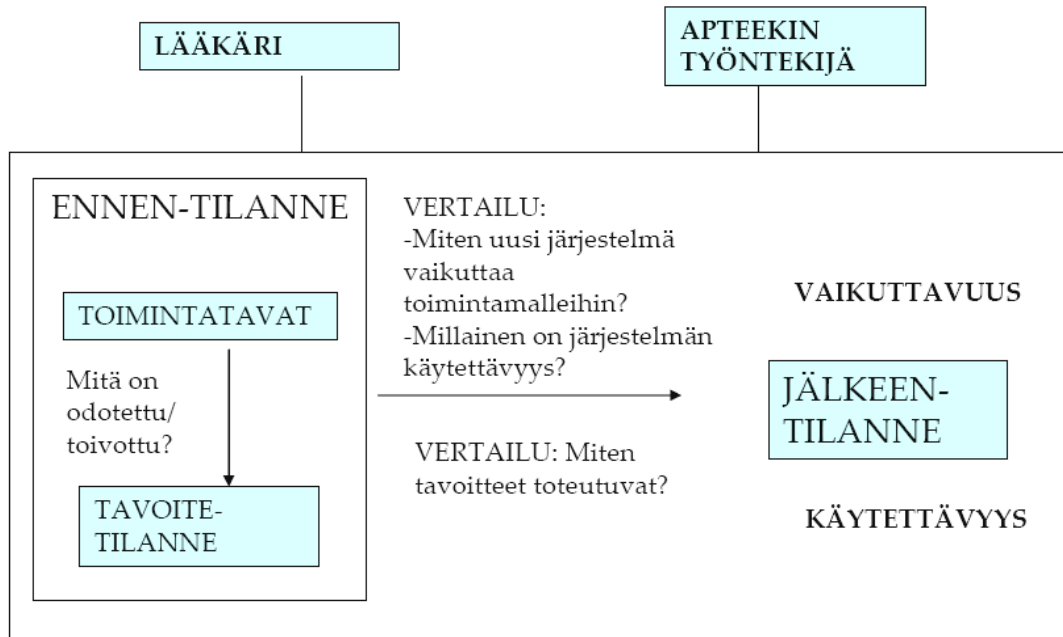 LÄÄKÄRI
APTEEKIN
TYÖNTEKIJÄ
ENNEN-TILANNE
TOIMINTATAVAT
Mitä on
odotettu/
toivottu?
TAVOITE-
TILANNE
VERTAILU:
-Miten uusi järjestelmä
vaikuttaa
toimintamalleihin?
-Millainen on järjestelmän
käytettävyys?
VERTAILU: Miten
tavoitteet toteutuvat?
VAIKUTTAVUUS
JÄLKEEN-
TILANNE
KÄYTETTÄVYYS